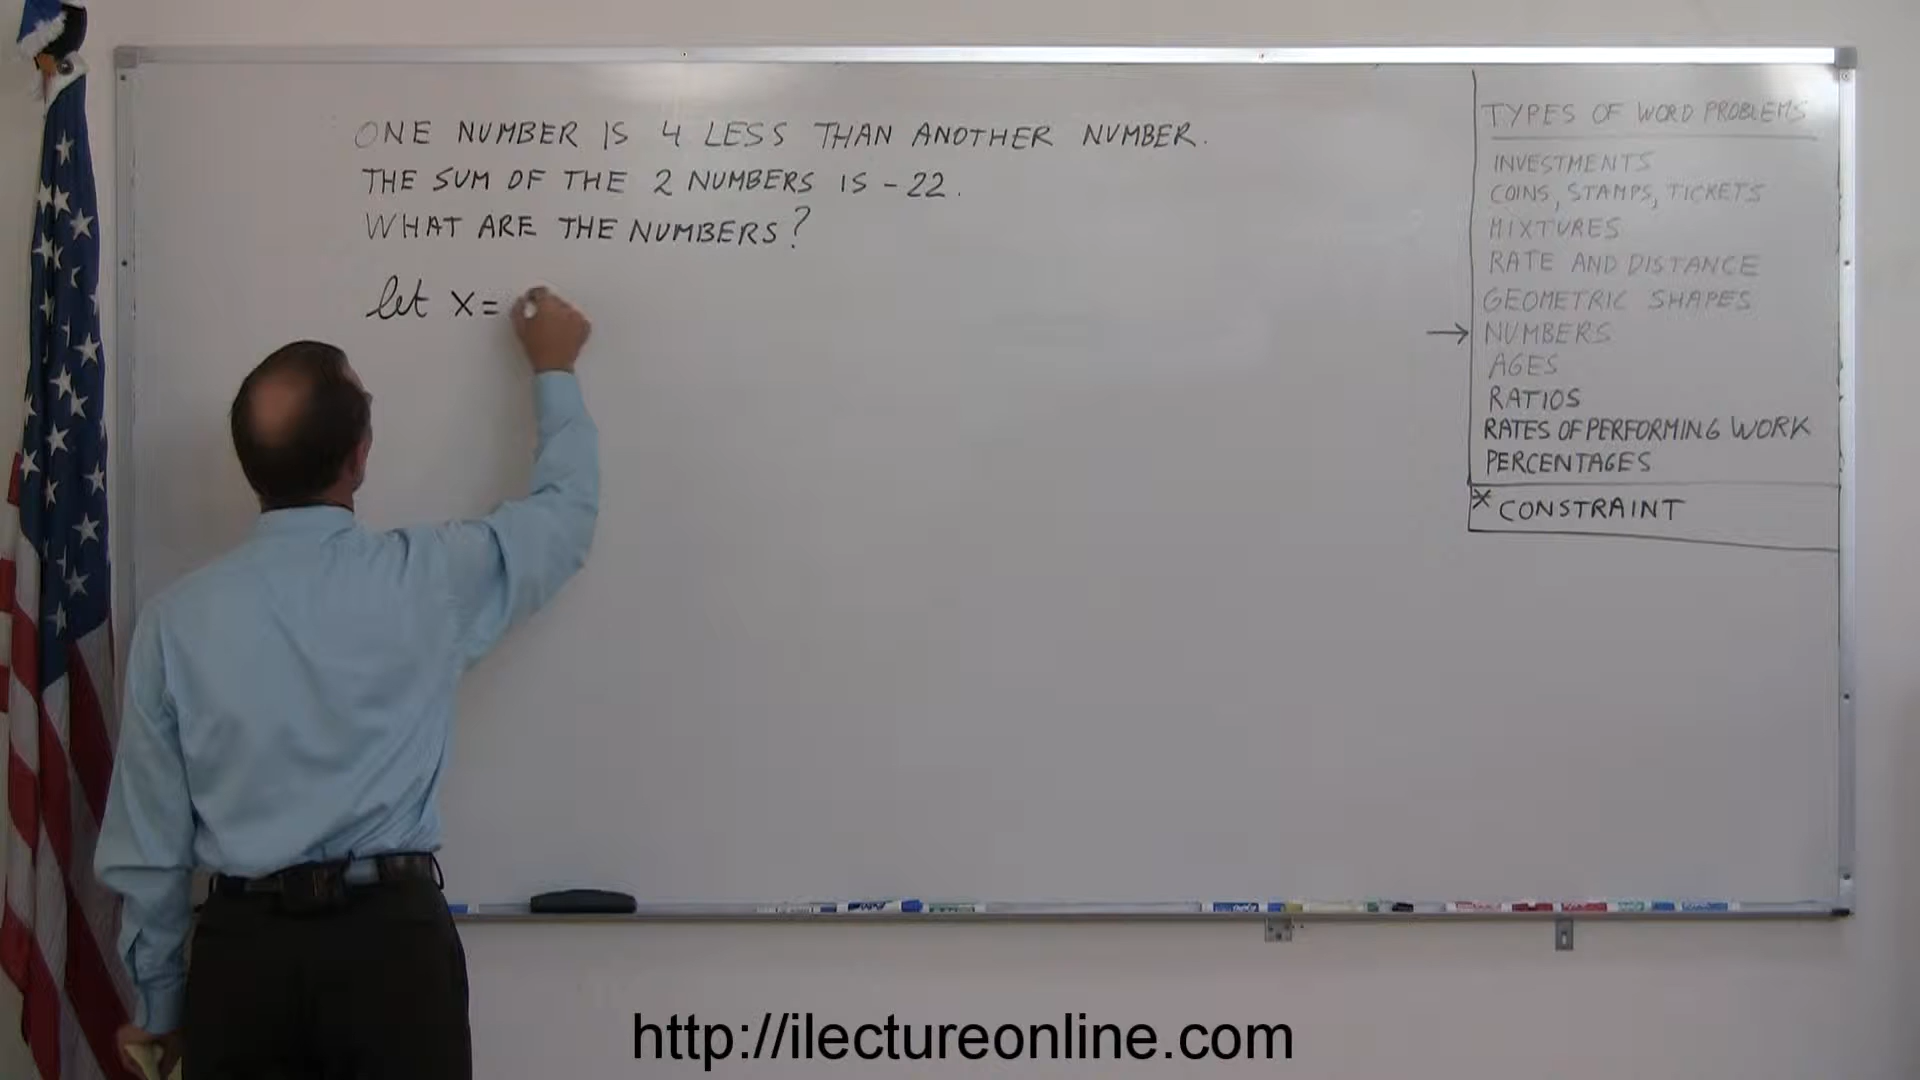 ONE NUMBER IS 4 LESS THAN ANOTHER NUMBER.
THE SUM OF THE 2 NUMBERS IS -22.
WHAT ARE THE NUMBERS?
let x=
TYPES OF WORD PROBLEMS
INVESTMENTS
COINS, STAMPS, TICKETS
MIXTURES
RATE AND DISTANCE
GEOMETRIC SHAPES
→ NUMBERS
AGES
RATIOS
RATES OF PERFORMING WORK
PERCENTAGES
* CONSTRAINT
http://ilectureonline.com